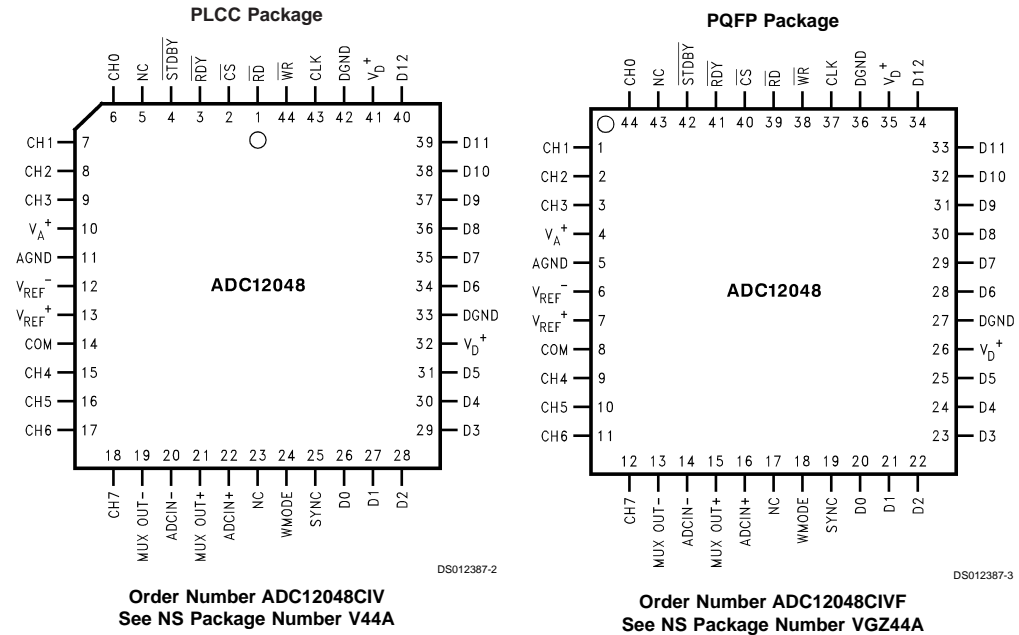 PLCC Package
CH0 NC STDBY RDY CS RD WR CLK DGND VD+ D12
6 5 4 3 2 1 44 43 42 41 40
CH1 7 39 D11
CH2 8 38 D10
CH3 9 37 D9
VA+ 10 36 D8
AGND 11 35 D7
VREF- 12 34 D6
VREF+ 13 33 DGND
COM 14 32 VD+
CH4 15 31 D5
CH5 16 30 D4
CH6 17 29 D3
ADC12048
18 19 20 21 22 23 24 25 26 27 28
CH7 MUX OUT- ADCIN- MUX OUT+ ADCIN+ NC WMODE SYNC D0 D1 D2
DS012387-2
Order Number ADC12048CIV
See NS Package Number V44A
PQFP Package
CH0 NC STDBY RDY CS RD WR CLK DGND VD+ D12
44 43 42 41 40 39 38 37 36 35 34
CH1 1 33 D11
CH2 2 32 D10
CH3 3 31 D9
VA+ 4 30 D8
AGND 5 29 D7
VREF- 6 28 D6
VREF+ 7 27 DGND
COM 8 26 VD+
CH4 9 25 D5
CH5 10 24 D4
CH6 11 23 D3
ADC12048
12 13 14 15 16 17 18 19 20 21 22
CH7 MUX OUT- ADCIN- MUX OUT+ ADCIN+ NC WMODE SYNC D0 D1 D2
DS012387-3
Order Number ADC12048CIVF
See NS Package Number VGZ44A